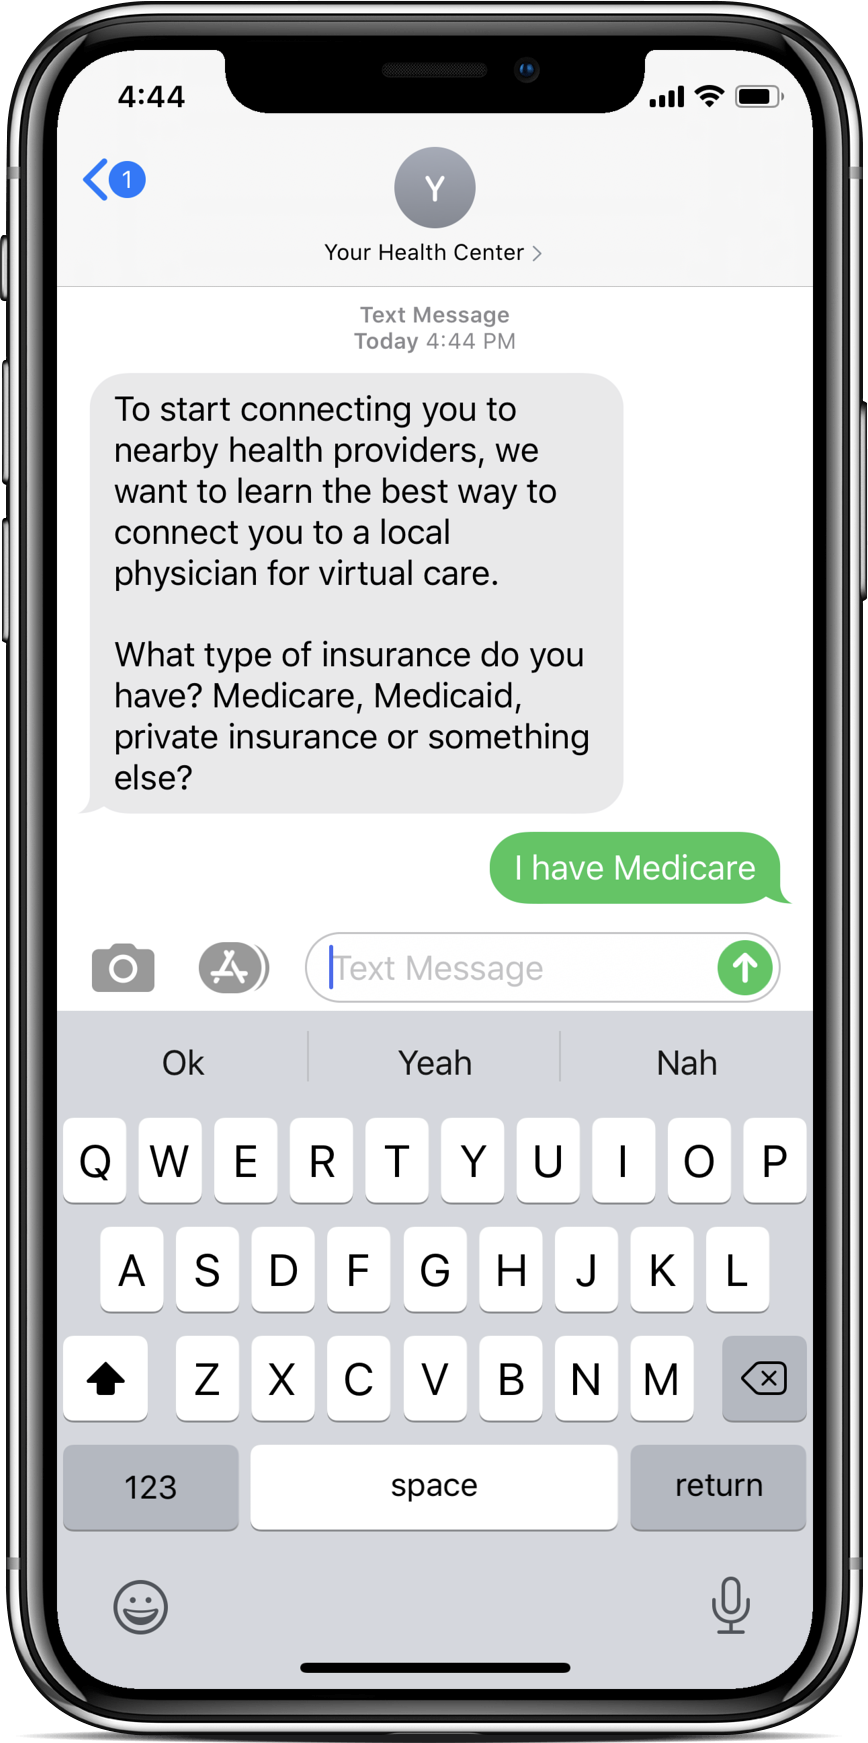 4:44
1
Y
Your Health Center
Text Message
Today 4:44 PM
To start connecting you to
nearby health providers, we
want to learn the best way to
connect you to a local
physician for virtual care.
What type of insurance do you
have? Medicare, Medicaid,
private insurance or something
else?
I have Medicare
Text Message
Ok Yeah Nah
Q W E R T Y U I O P
A S D F G H J K L
Z X C V B N M
123 space return